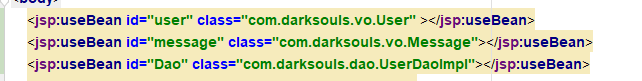 <body>
<jsp:useBean id="user" class="com.darksouls.vo.User" ></jsp:useBean>
<jsp:useBean id="message" class="com.darksouls.vo.Message"></jsp:useBean>
<jsp:useBean id="Dao" class="com.darksouls.dao.UserDaoImpl"></jsp:useBean>